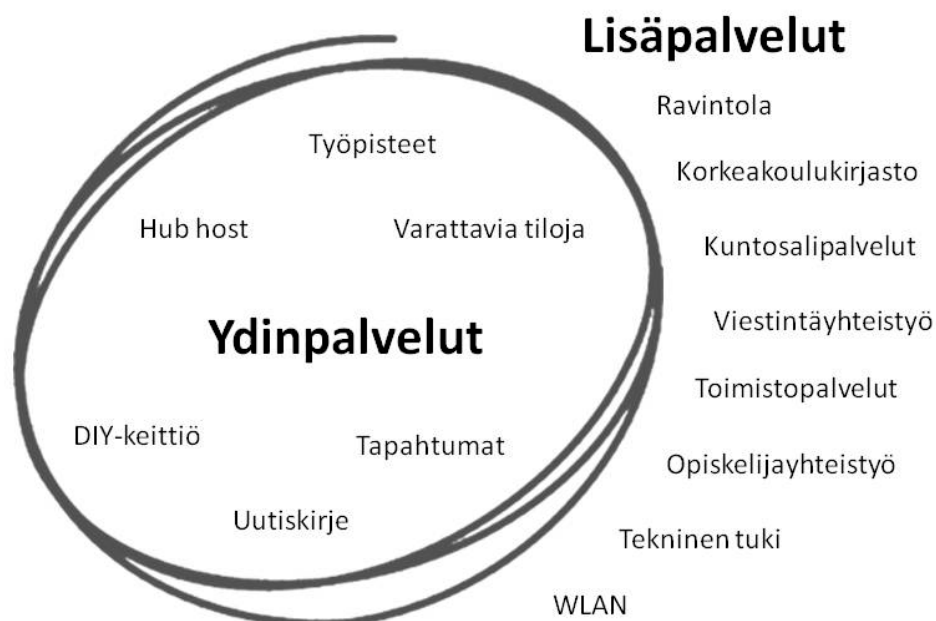 Lisäpalvelut
Ravintola
Korkeakoulukirjasto
Kuntosalipalvelut
Viestintäyhteistyö
Toimistopalvelut
Opiskelijayhteistyö
Tekninen tuki
WLAN
Työpisteet
Hub host
Varattavia tiloja
Ydinpalvelut
DIY-keittiö
Tapahtumat
Uutiskirje